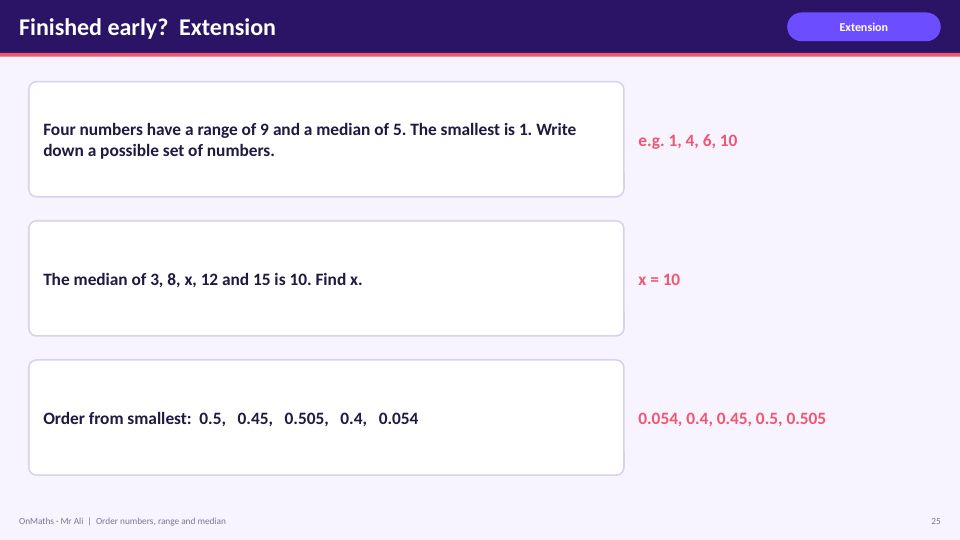 Finished early?  Extension
Extension
Four numbers have a range of 9 and a median of 5. The smallest is 1. Write
down a possible set of numbers.
e.g. 1, 4, 6, 10
The median of 3, 8, x, 12 and 15 is 10. Find x.
x = 10
Order from smallest:  0.5,   0.45,   0.505,   0.4,   0.054
0.054, 0.4, 0.45, 0.5, 0.505
OnMaths · Mr Ali  |  Order numbers, range and median
25